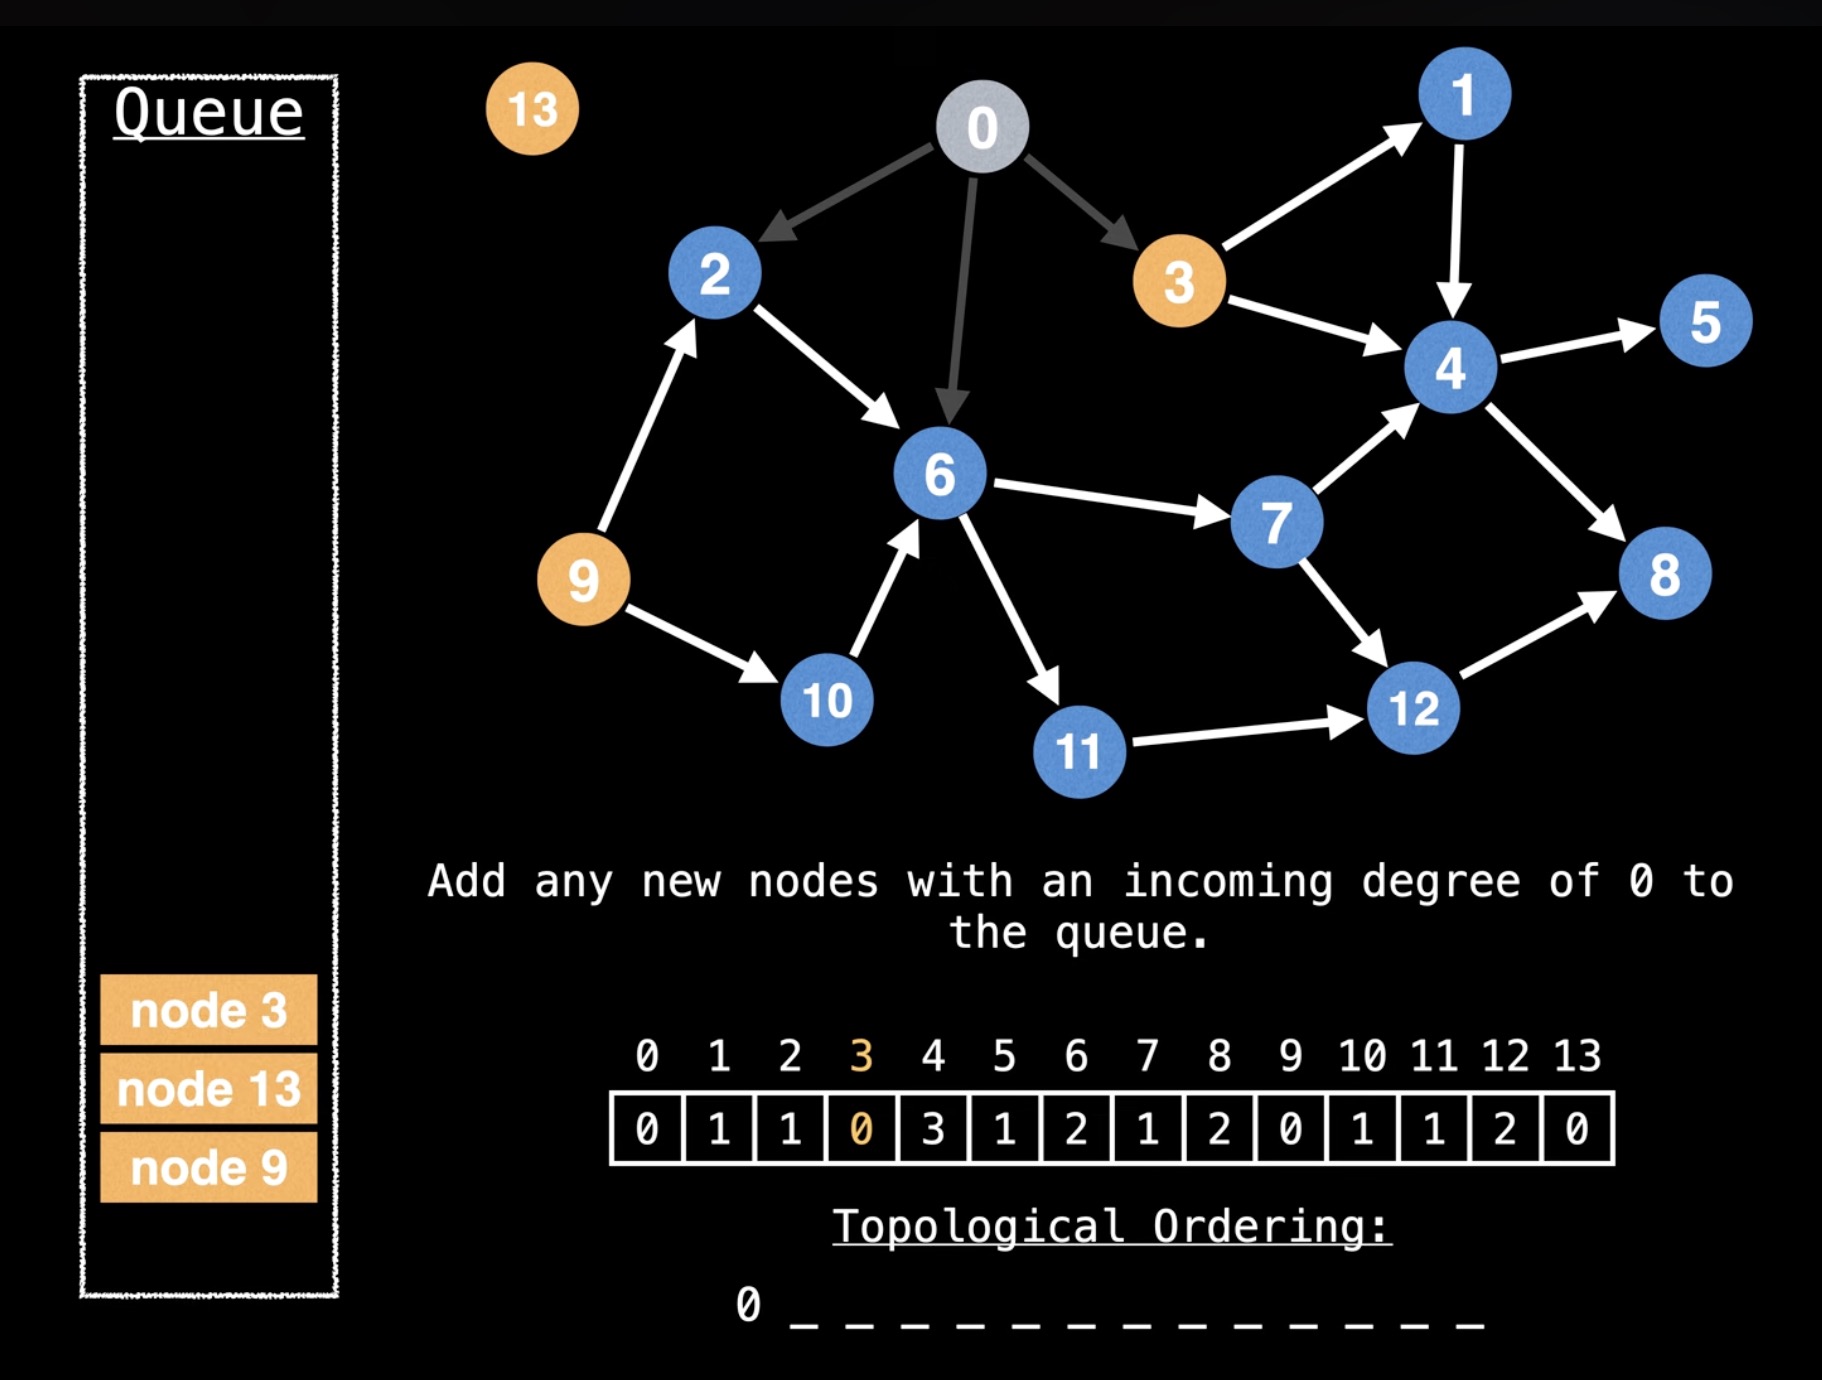 Queue
13
0
1
2
3
5
4
6
7
9
8
10
12
11
Add any new nodes with an incoming degree of 0 to
the queue.
node 3
node 13
node 9
0 1 2 3 4 5 6 7 8 9 10 11 12 13
0 1 1 0 3 1 2 1 2 0 1 1 2 0
Topological Ordering:
0 _ _ _ _ _ _ _ _ _ _ _ _ _